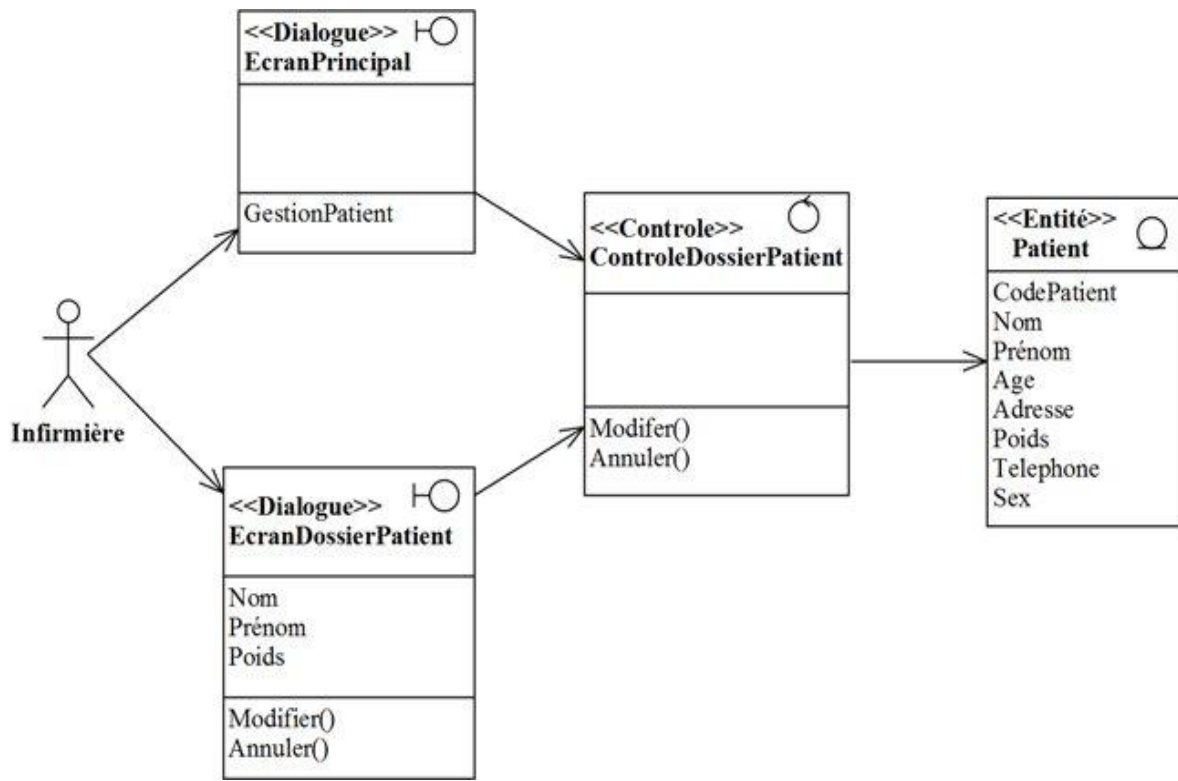 <<Dialogue>>
EcranPrincipal
GestionPatient
Infirmière
<<Dialogue>>
EcranDossierPatient
Nom
Prénom
Poids
Modifier()
Annuler()
<<Controle>>
ControleDossierPatient
Modifer()
Annuler()
<<Entité>>
Patient
CodePatient
Nom
Prénom
Age
Adresse
Poids
Telephone
Sex